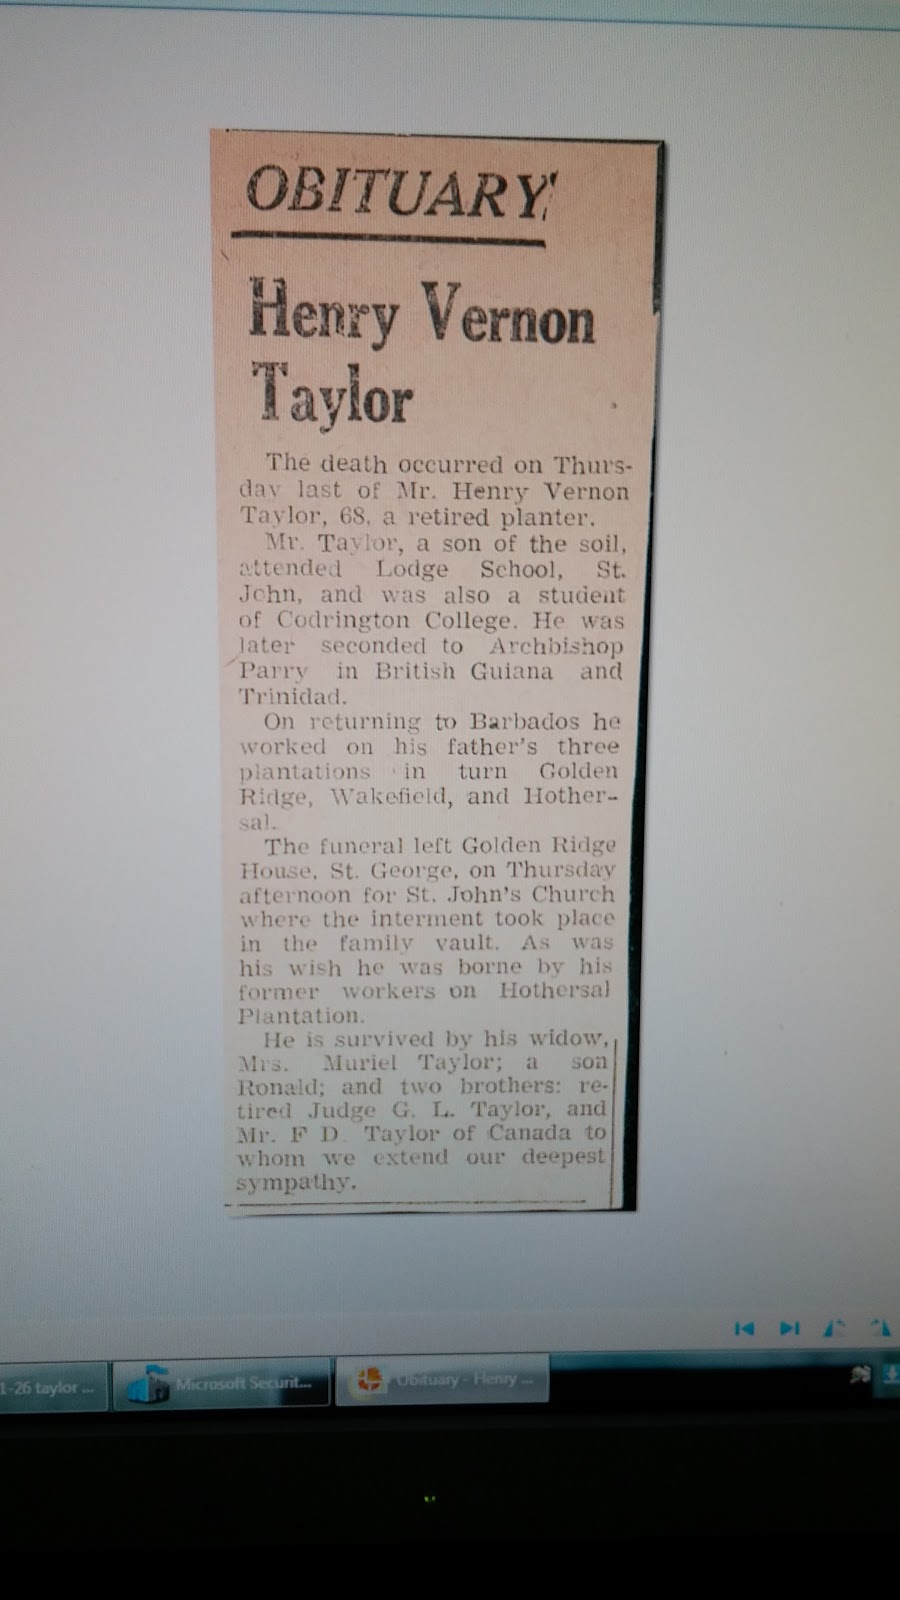 OBITUARY
Henry Vernon
Taylor
The death occurred on Thurs-
day last of Mr. Henry Vernon
Taylor, 68, a retired planter.
Mr. Taylor, a son of the soil,
attended Lodge School, St.
John, and was also a student
of Codrington College. He was
later seconded to Archbishop
Parry in British Guiana and
Trinidad.
On returning to Barbados he
worked on his father's three
plantations in turn Golden
Ridge, Wakefield, and Hother-
sal.
The funeral left Golden Ridge
House, St. George, on Thursday
afternoon for St. John's Church
where the interment took place
in the family vault. As was
his wish he was borne by his
former workers on Hothersal
Plantation.
He is survived by his widow,
Mrs. Muriel Taylor; a son
Ronald; and two brothers: re-
tired Judge G. L. Taylor, and
Mr. F D. Taylor of Canada to
whom we extend our deepest
sympathy.
1-26 taylor ...
Microsoft Securit...
Obituary - Henry ...